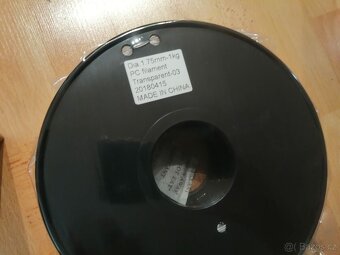 Dia 1.75mm-1kg
PC filament
Transparent-03
20180415
MADE IN CHINA